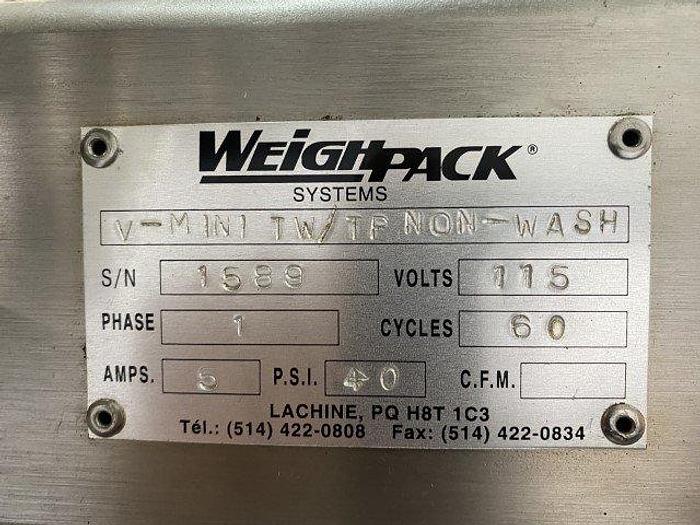 WEIGHPACK®
SYSTEMS
V-MINI TW/TP NON-WASH
S/N 1589 VOLTS 115
PHASE 1 CYCLES 60
AMPS. 5 P.S.I. 40 C.F.M.
LACHINE, PQ H8T 1C3
Tél.: (514) 422-0808 Fax: (514) 422-0834